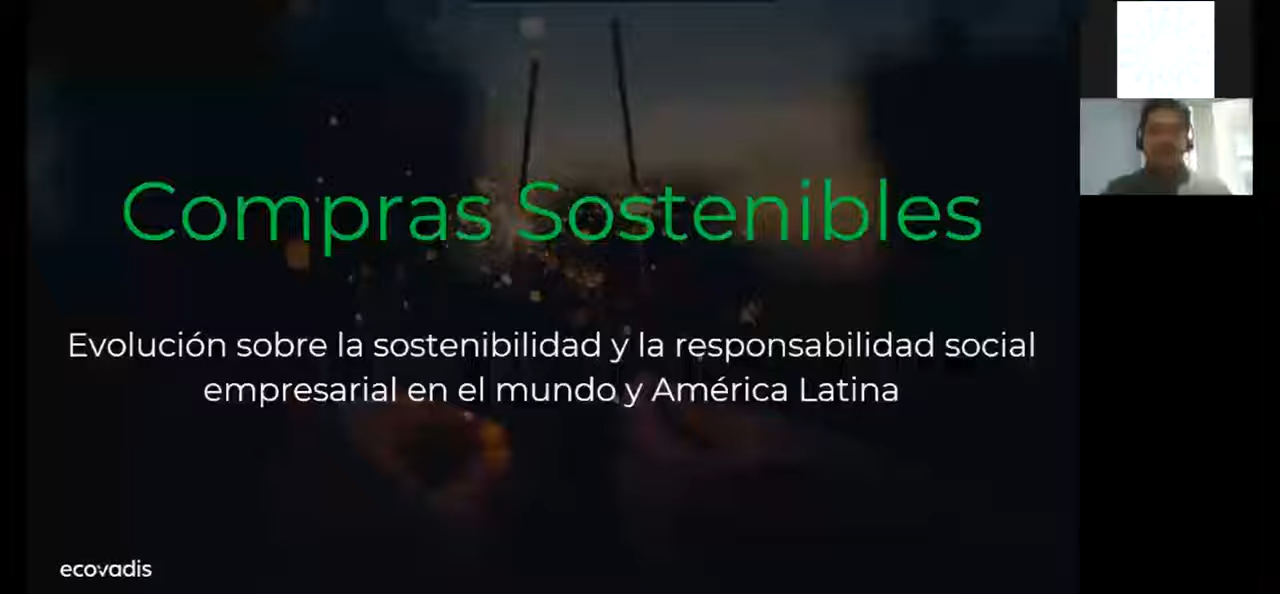 Compras Sostenibles
Evolución sobre la sostenibilidad y la responsabilidad social
empresarial en el mundo y América Latina
ecovadis